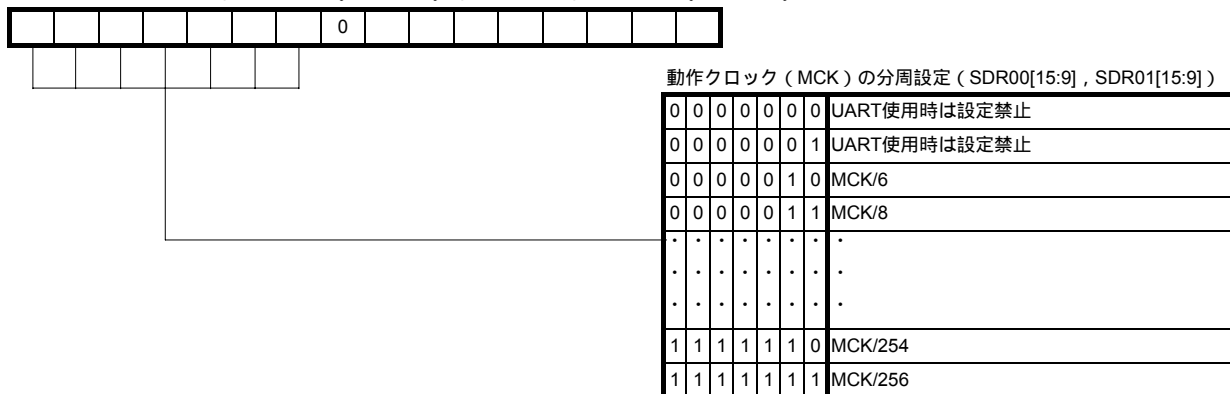 0
動作クロック（MCK）の分周設定（SDR00[15:9]，SDR01[15:9]）
0 0 0 0 0 0 0 UART使用時は設定禁止
0 0 0 0 0 0 1 UART使用時は設定禁止
0 0 0 0 0 1 0 MCK/6
0 0 0 0 0 1 1 MCK/8
・ ・ ・ ・ ・ ・ ・ ・
・ ・ ・ ・ ・ ・ ・ ・
・ ・ ・ ・ ・ ・ ・ ・
1 1 1 1 1 1 0 MCK/254
1 1 1 1 1 1 1 MCK/256